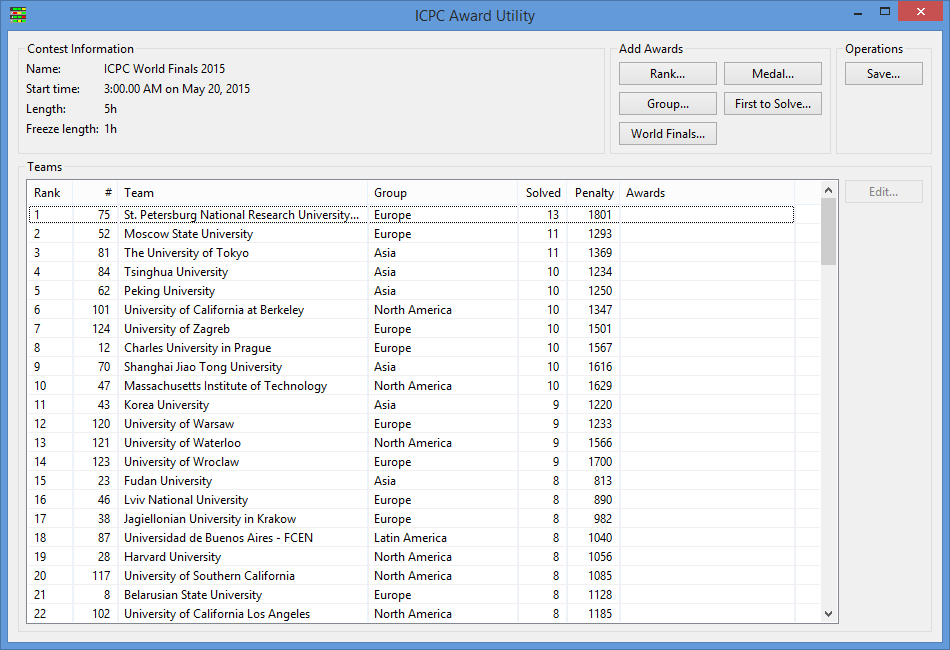 ICPC Award Utility
Contest Information
Name: ICPC World Finals 2015
Start time: 3:00.00 AM on May 20, 2015
Length: 5h
Freeze length: 1h
Add Awards
Rank... Medal...
Group... First to Solve...
World Finals...
Operations
Save...
Teams
Rank # Team Group Solved Penalty Awards
1 75 St. Petersburg National Research University... Europe 13 1801
2 52 Moscow State University Europe 11 1293
3 81 The University of Tokyo Asia 11 1369
4 84 Tsinghua University Asia 10 1234
5 62 Peking University Asia 10 1250
6 101 University of California at Berkeley North America 10 1347
7 124 University of Zagreb Europe 10 1501
8 12 Charles University in Prague Europe 10 1567
9 70 Shanghai Jiao Tong University Asia 10 1616
10 47 Massachusetts Institute of Technology North America 10 1629
11 43 Korea University Asia 9 1220
12 120 University of Warsaw Europe 9 1233
13 121 University of Waterloo North America 9 1566
14 123 University of Wroclaw Europe 9 1700
15 23 Fudan University Asia 8 813
16 46 Lviv National University Europe 8 890
17 38 Jagiellonian University in Krakow Europe 8 982
18 87 Universidad de Buenos Aires - FCEN Latin America 8 1040
19 28 Harvard University North America 8 1056
20 117 University of Southern California North America 8 1085
21 8 Belarusian State University Europe 8 1128
22 102 University of California Los Angeles North America 8 1185
Edit...